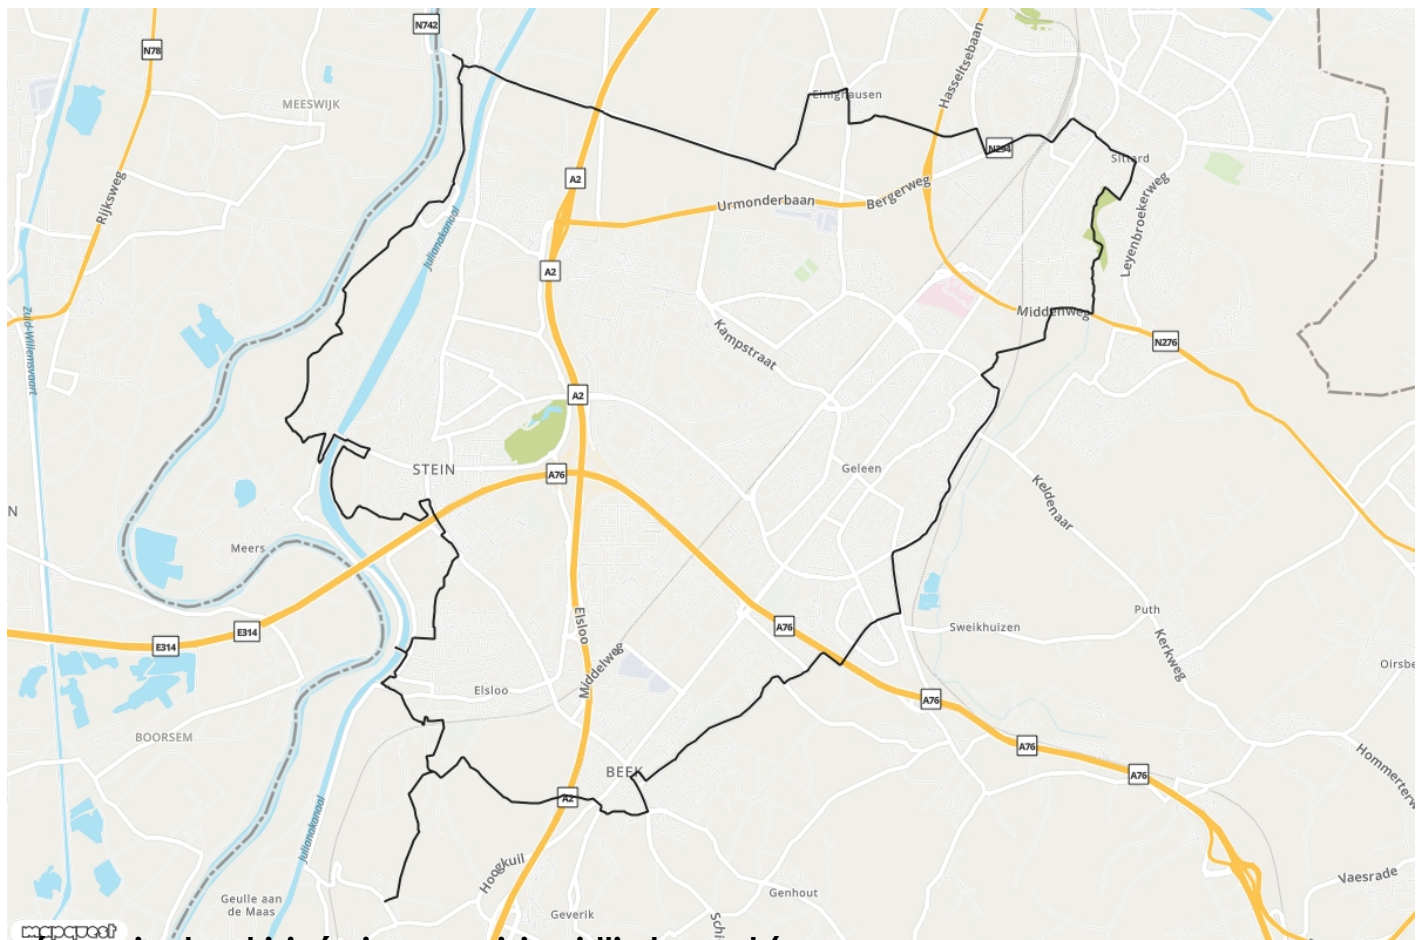 N742
N78
MEESWIJK
Hasseltsebaan
Einighausen
N294
Sittard
A2
Rijksweg
Urmonderbaan
Bergerweg
Leyenbroekerweg
Julianakanaal
A2
Zuid-Willemsvaart
Kampstraat
Middenweg
N276
A2
STEIN
A76
Geleen
Keldenaar
N
Meers
Puth
E314
E314
Elsloo
A76
Sweikhuizen
Kerkweg
Middelweg
Elsloo
Oirsbe
A76
BOORSEM
A76
Hommerterw
BEEK
A2
A76
Julianakanaal
Hoogkuil
Vaesrade
Geulle aan
de Maas
Genhout
Geverik
Schi
mapquest